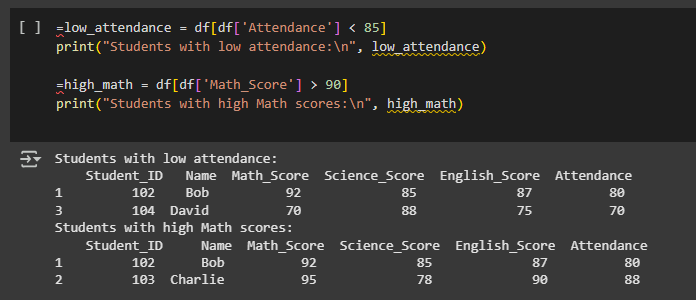 [ ] =low_attendance = df[df['Attendance'] < 85]
print("Students with low attendance:\n", low_attendance)
=high_math = df[df['Math_Score'] > 90]
print("Students with high Math scores:\n", high_math)
Students with low attendance:
Student_ID Name Math_Score Science_Score English_Score Attendance
1 102 Bob 92 85 87 80
3 104 David 70 88 75 70
Students with high Math scores:
Student_ID Name Math_Score Science_Score English_Score Attendance
1 102 Bob 92 85 87 80
2 103 Charlie 95 78 90 88